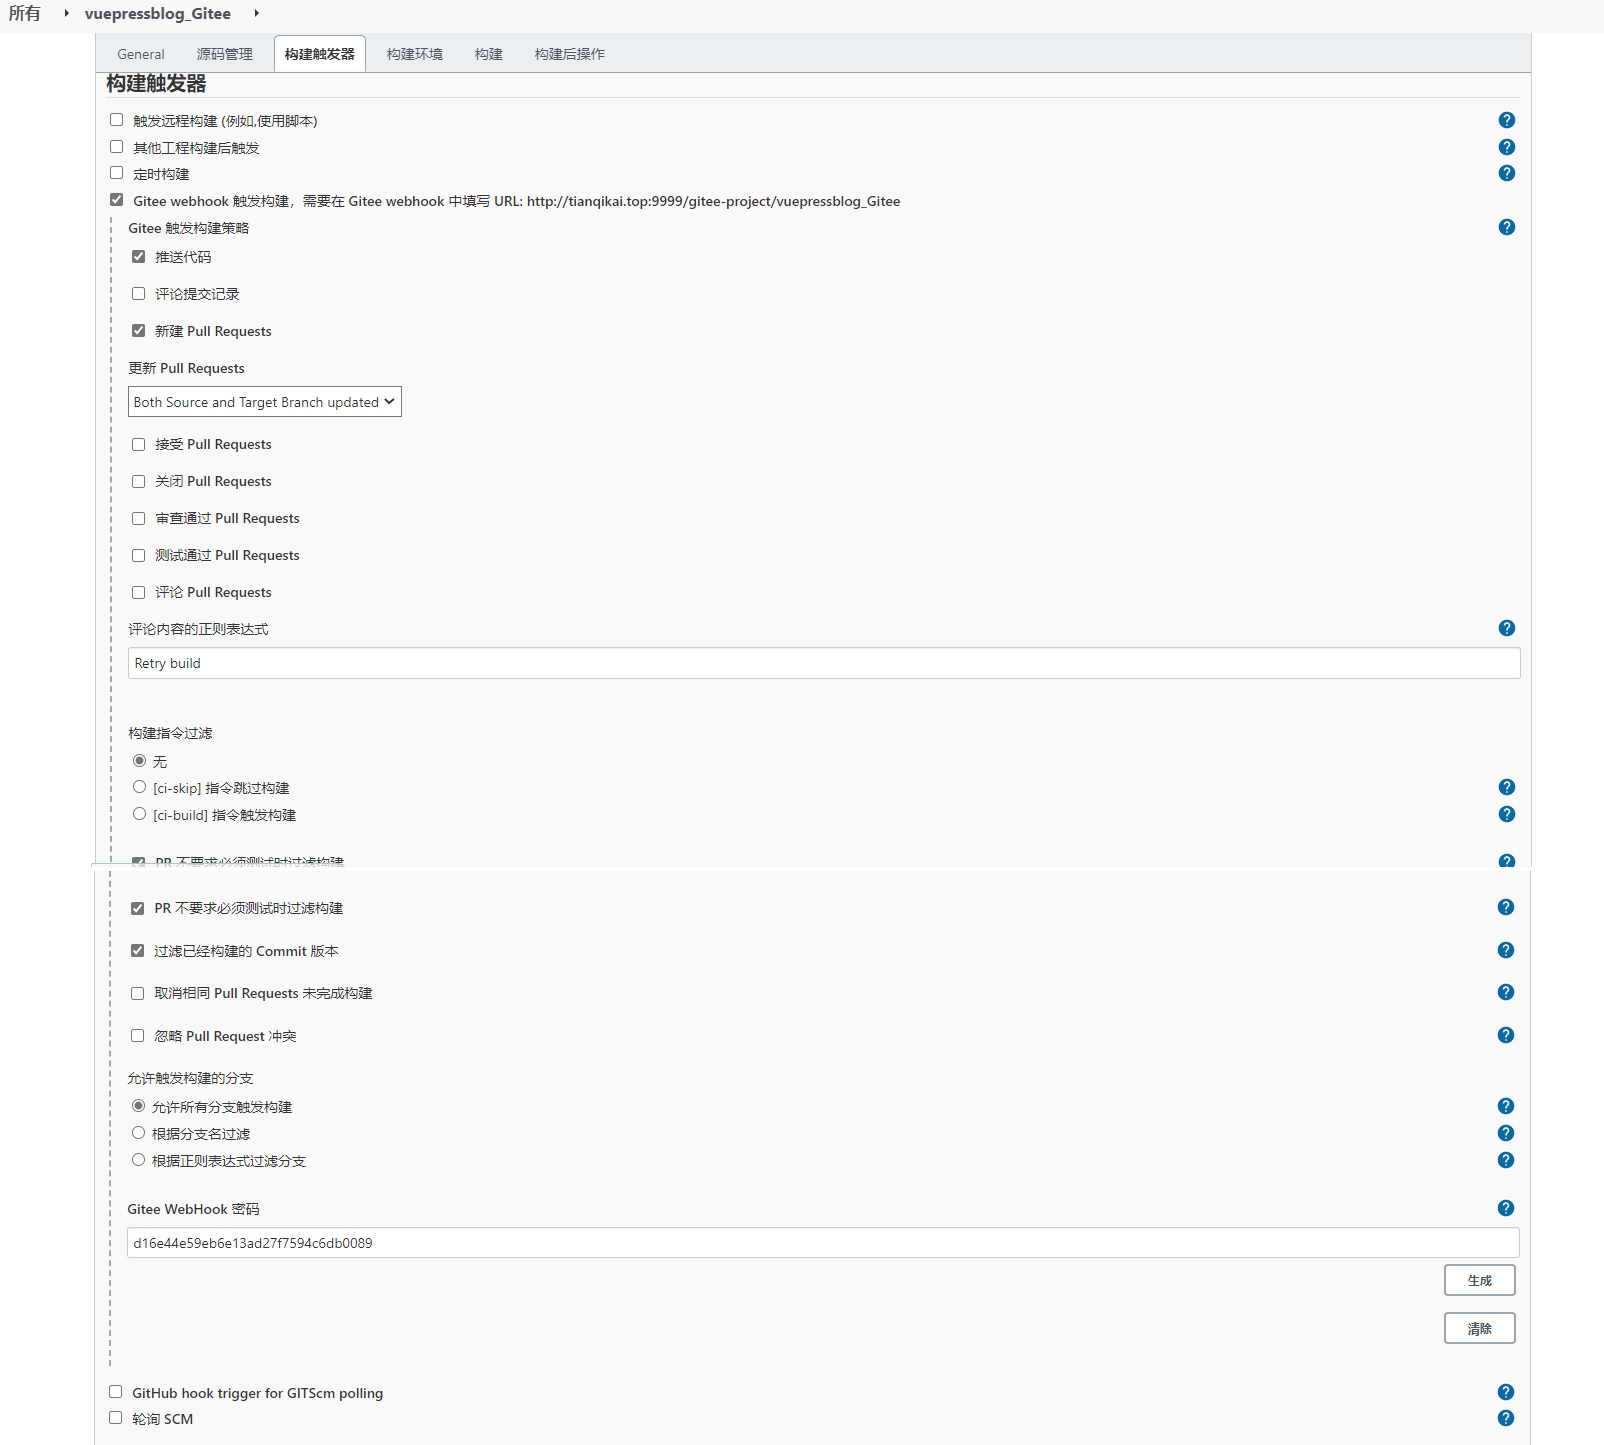 所有 vuepressblog_Gitee
General 源码管理 构建触发器 构建环境 构建 构建后操作
构建触发器
触发远程构建 (例如,使用脚本)
其他工程构建后触发
定时构建
Gitee webhook 触发构建，需要在 Gitee webhook 中填写 URL: http://tianqikai.top:9999/gitee-project/vuepressblog_Gitee
Gitee 触发构建策略
推送代码
评论提交记录
新建 Pull Requests
更新 Pull Requests
Both Source and Target Branch updated
接受 Pull Requests
关闭 Pull Requests
审查通过 Pull Requests
测试通过 Pull Requests
评论 Pull Requests
评论内容的正则表达式
Retry build
构建指令过滤
无
[ci-skip] 指令跳过构建
[ci-build] 指令触发构建
PR 不要求必须测试时过滤构建
PR 不要求必须测试时过滤构建
过滤已经构建的 Commit 版本
取消相同 Pull Requests 未完成构建
忽略 Pull Request 冲突
允许触发构建的分支
允许所有分支触发构建
根据分支名过滤
根据正则表达式过滤分支
Gitee WebHook 密码
d16e44e59eb6e13ad27f7594c6db0089
生成
清除
GitHub hook trigger for GITScm polling
轮询 SCM